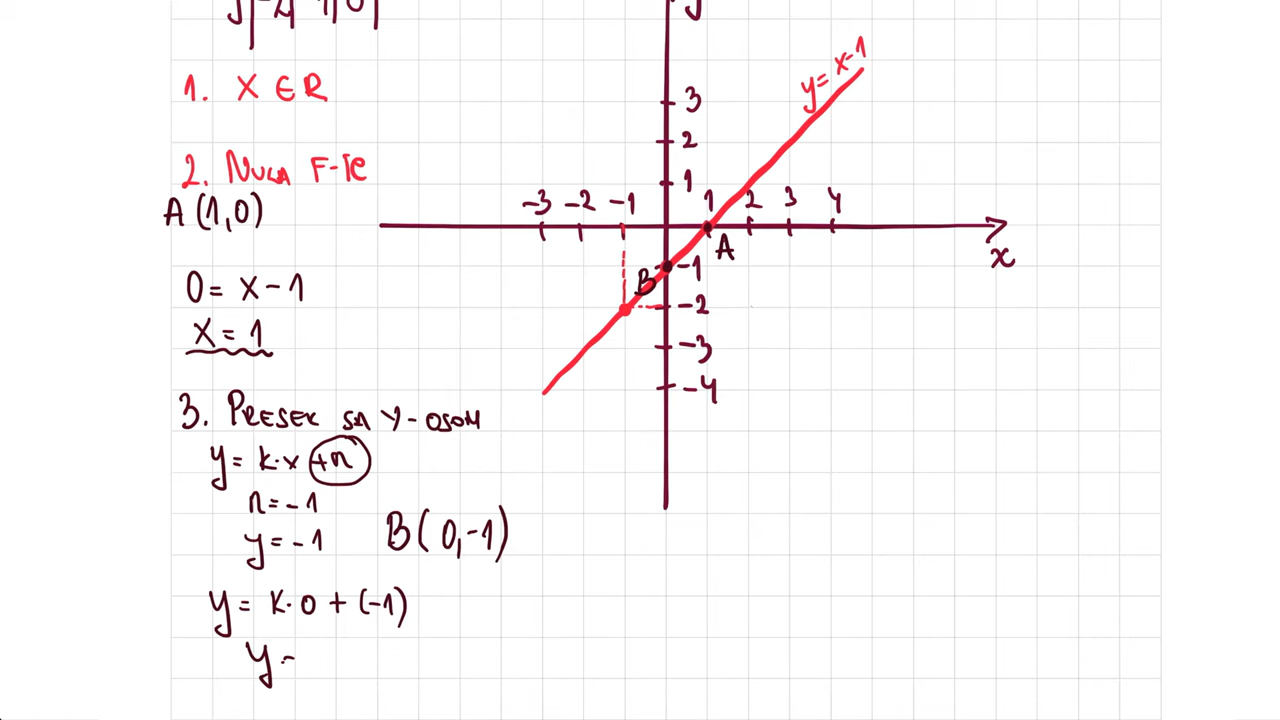 y
y = x-1
1. X ∈ R
3
2
2. NULA F-JE
1
A (1,0)
-3 -2 -1 1 2 3 4
A
x
B
-1
0 = x - 1
-2
x = 1
-3
-4
3. PRESEK SA Y-OSOM
y = k·x +n
n = -1
y = -1 B( 0,-1)
y = k·0 + (-1)
y -